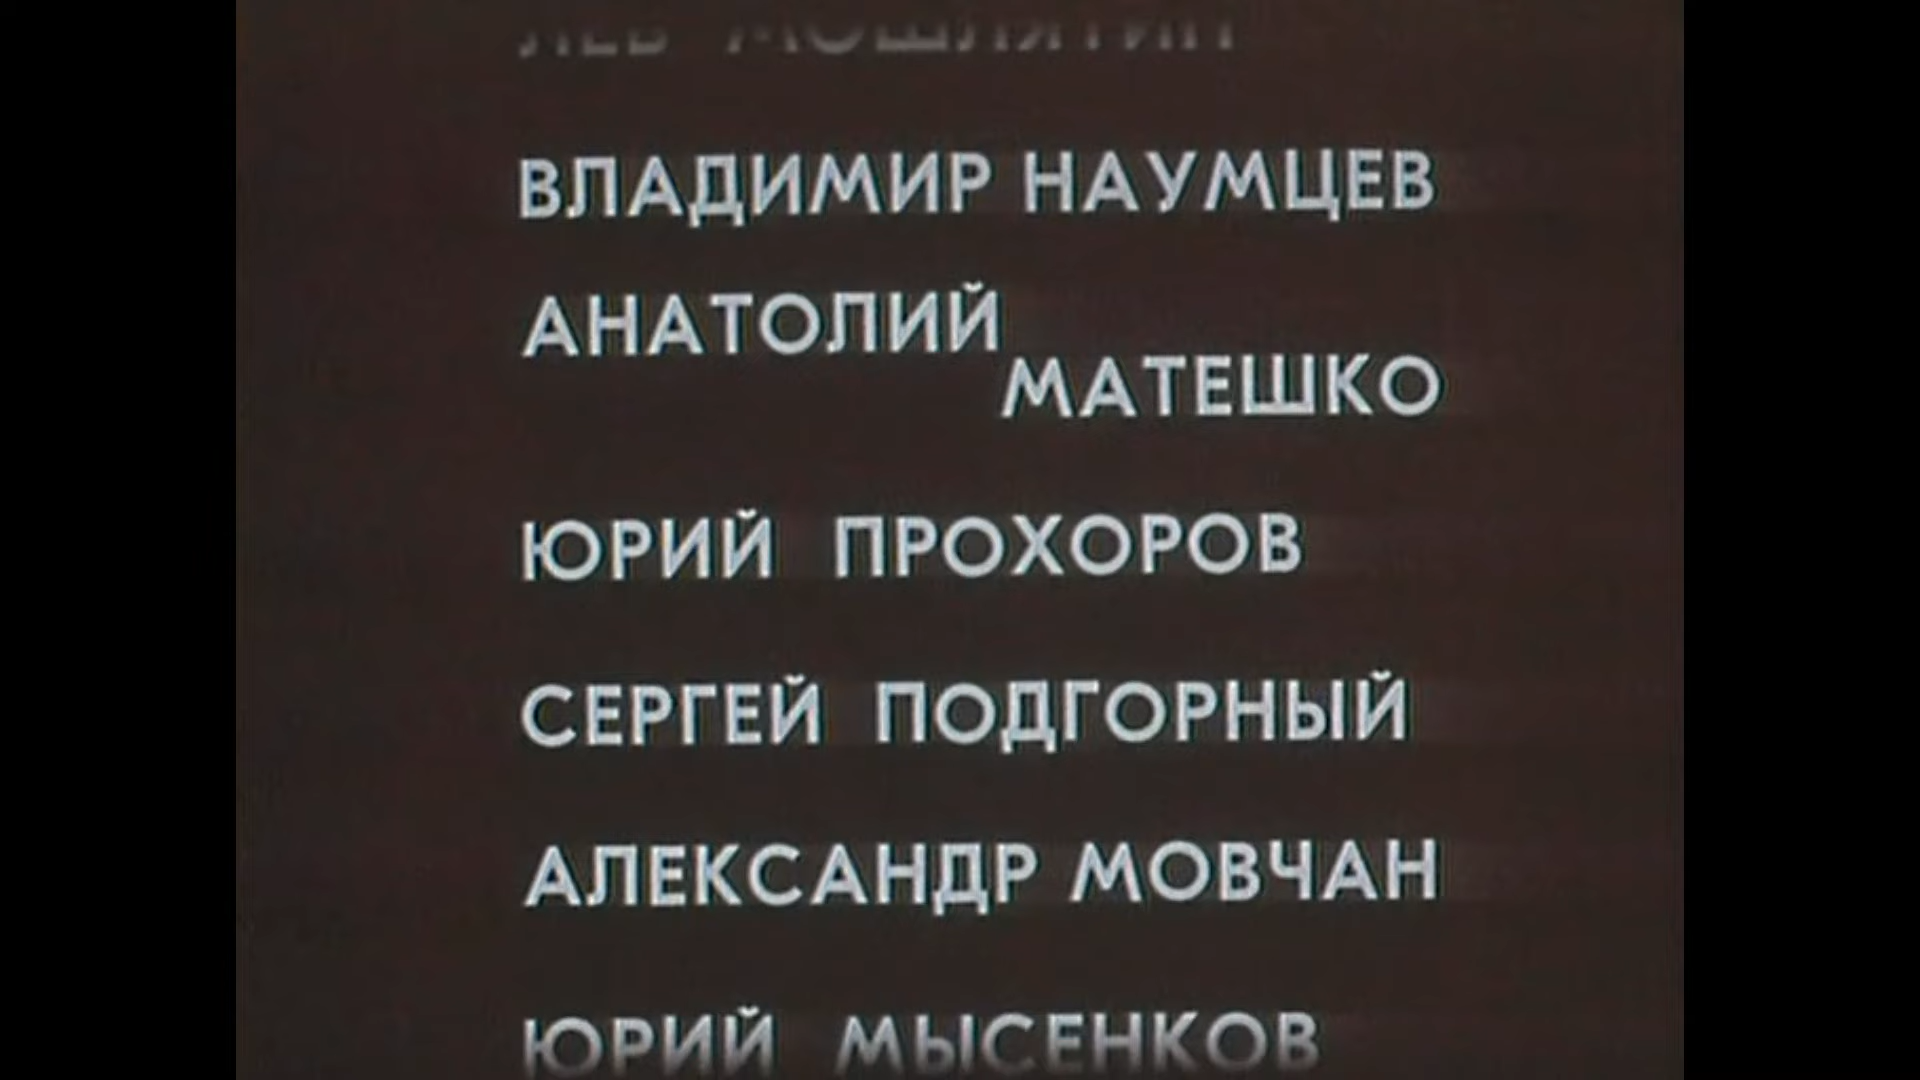 ВЛАДИМИР НАУМЦЕВ
АНАТОЛИЙ
МАТЕШКО
ЮРИЙ ПРОХОРОВ
СЕРГЕЙ ПОДГОРНЫЙ
АЛЕКСАНДР МОВЧАН
ЮРИЙ МЫСЕНКОВ